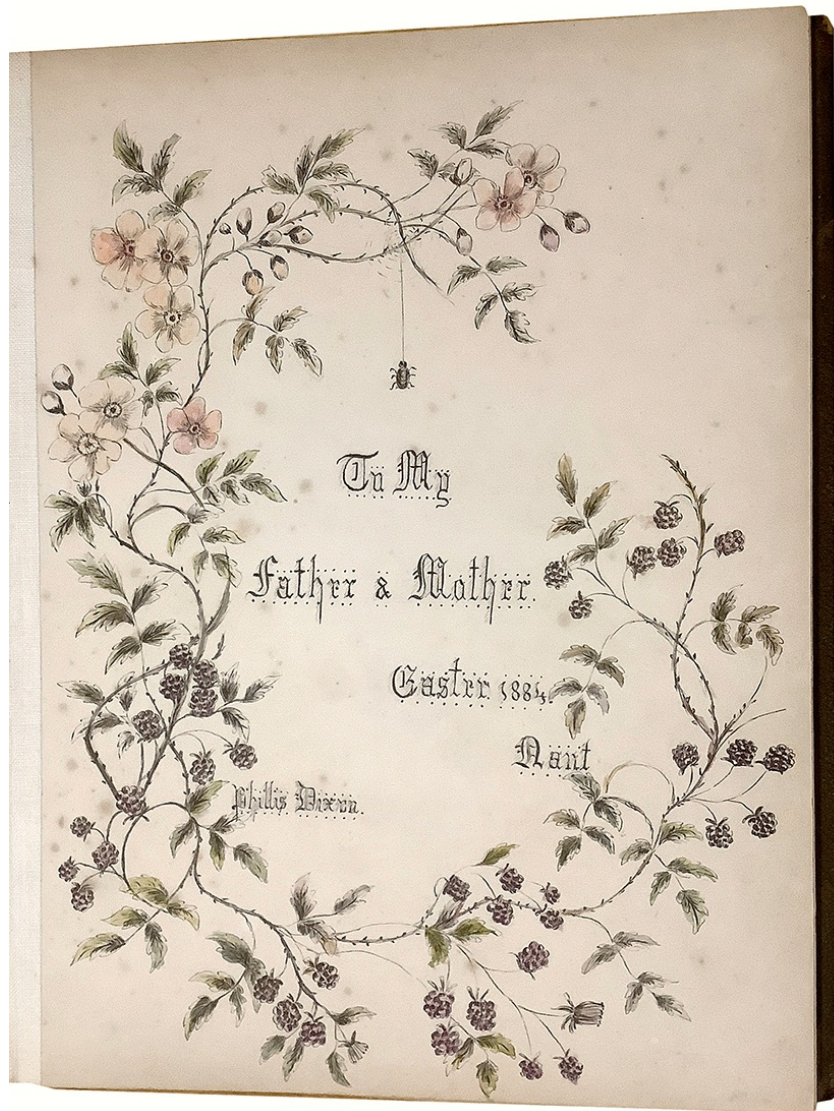 To My
Father & Mother.
Easter 1884
Nant
Phillis Dixon.